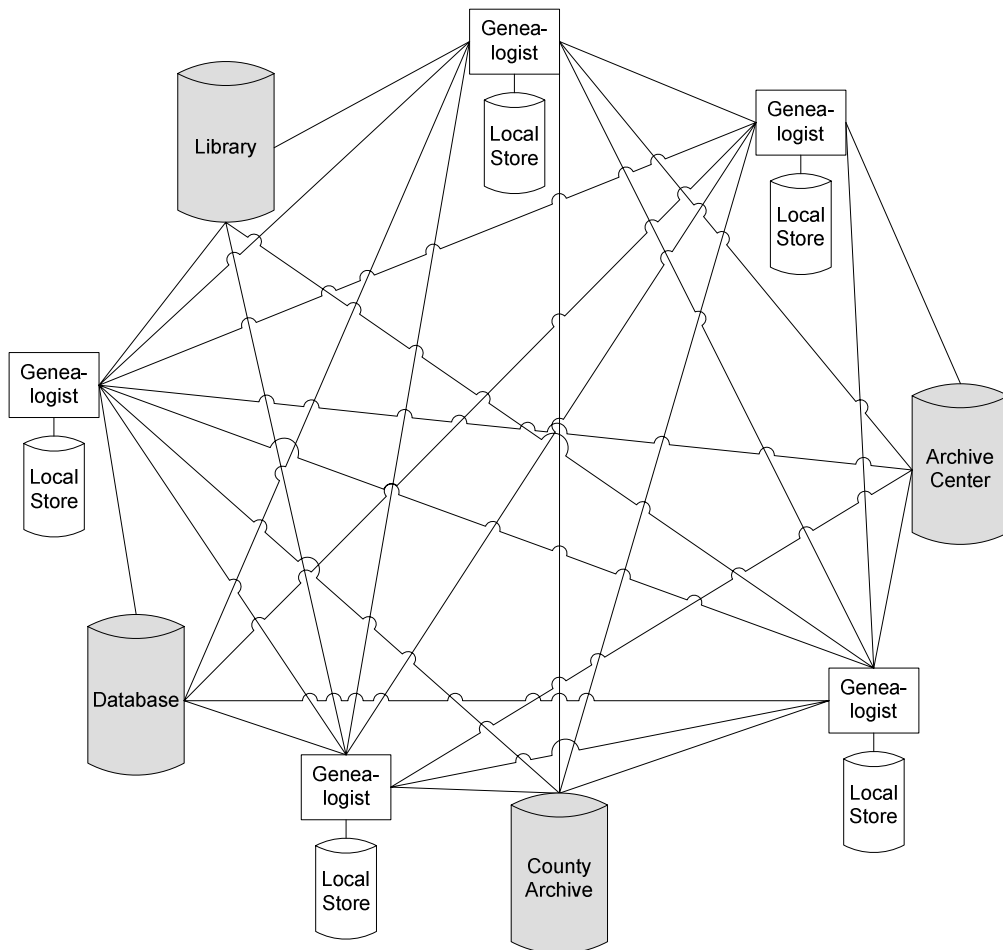 Genea-
logist
Local
Store
Genea-
logist
Local
Store
Library
Genea-
logist
Local
Store
Archive
Center
Database
Genea-
logist
Local
Store
Genea-
logist
Local
Store
County
Archive